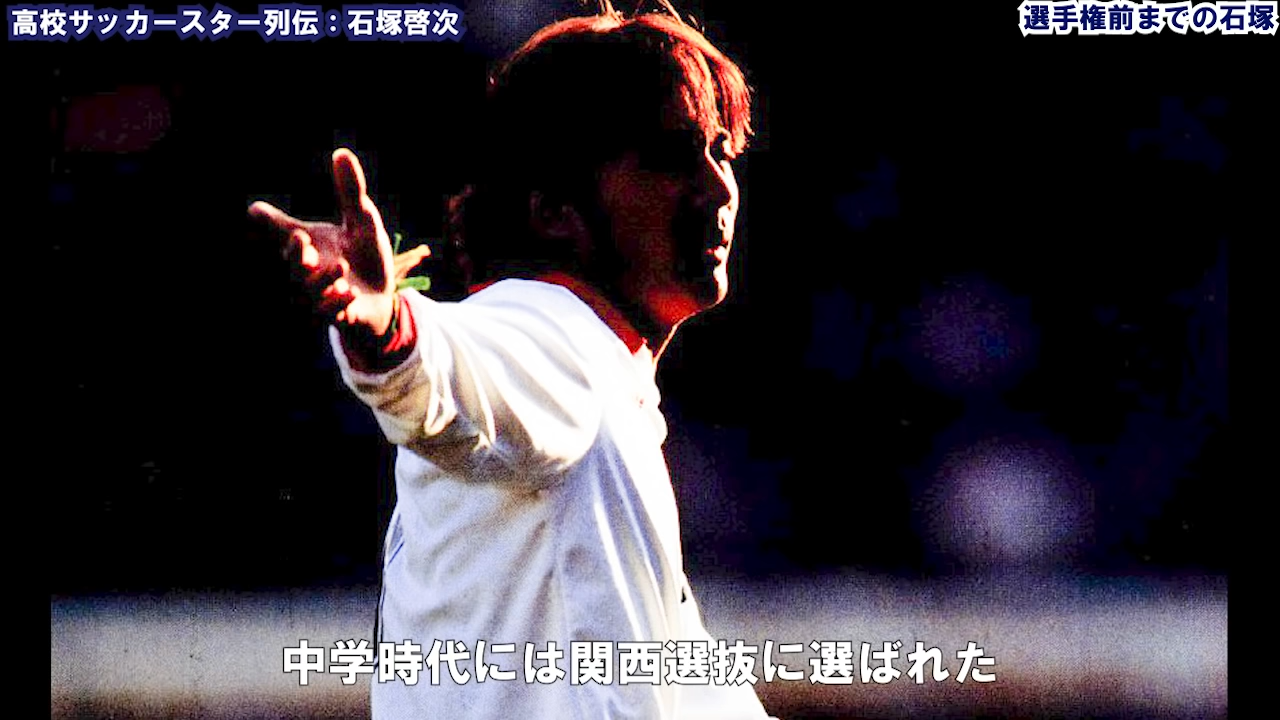 高校サッカースター列伝：石塚啓次
選手権前までの石塚
中学時代には関西選抜に選ばれた